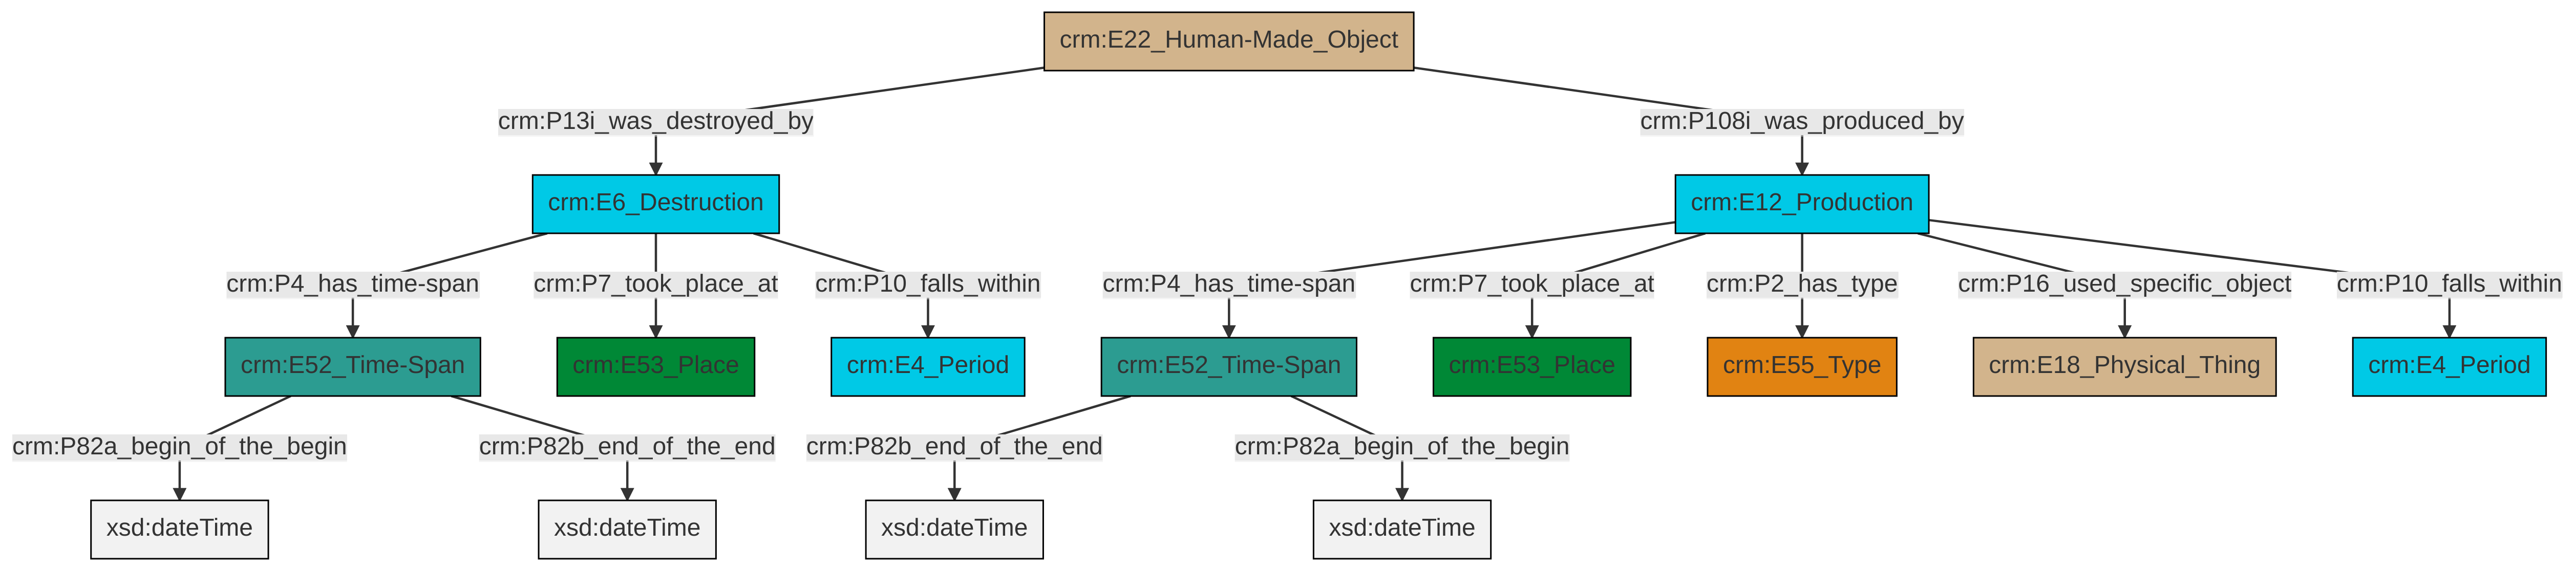 crm:E22_Human-Made_Object
crm:P13i_was_destroyed_by
crm:P108i_was_produced_by
crm:E6_Destruction
crm:E12_Production
crm:P4_has_time-span
crm:P7_took_place_at
crm:P10_falls_within
crm:P4_has_time-span
crm:P7_took_place_at
crm:P2_has_type
crm:P16_used_specific_object
crm:P10_falls_within
crm:E52_Time-Span
crm:E53_Place
crm:E4_Period
crm:E52_Time-Span
crm:E53_Place
crm:E55_Type
crm:E18_Physical_Thing
crm:E4_Period
crm:P82a_begin_of_the_begin
crm:P82b_end_of_the_end
crm:P82b_end_of_the_end
crm:P82a_begin_of_the_begin
xsd:dateTime
xsd:dateTime
xsd:dateTime
xsd:dateTime